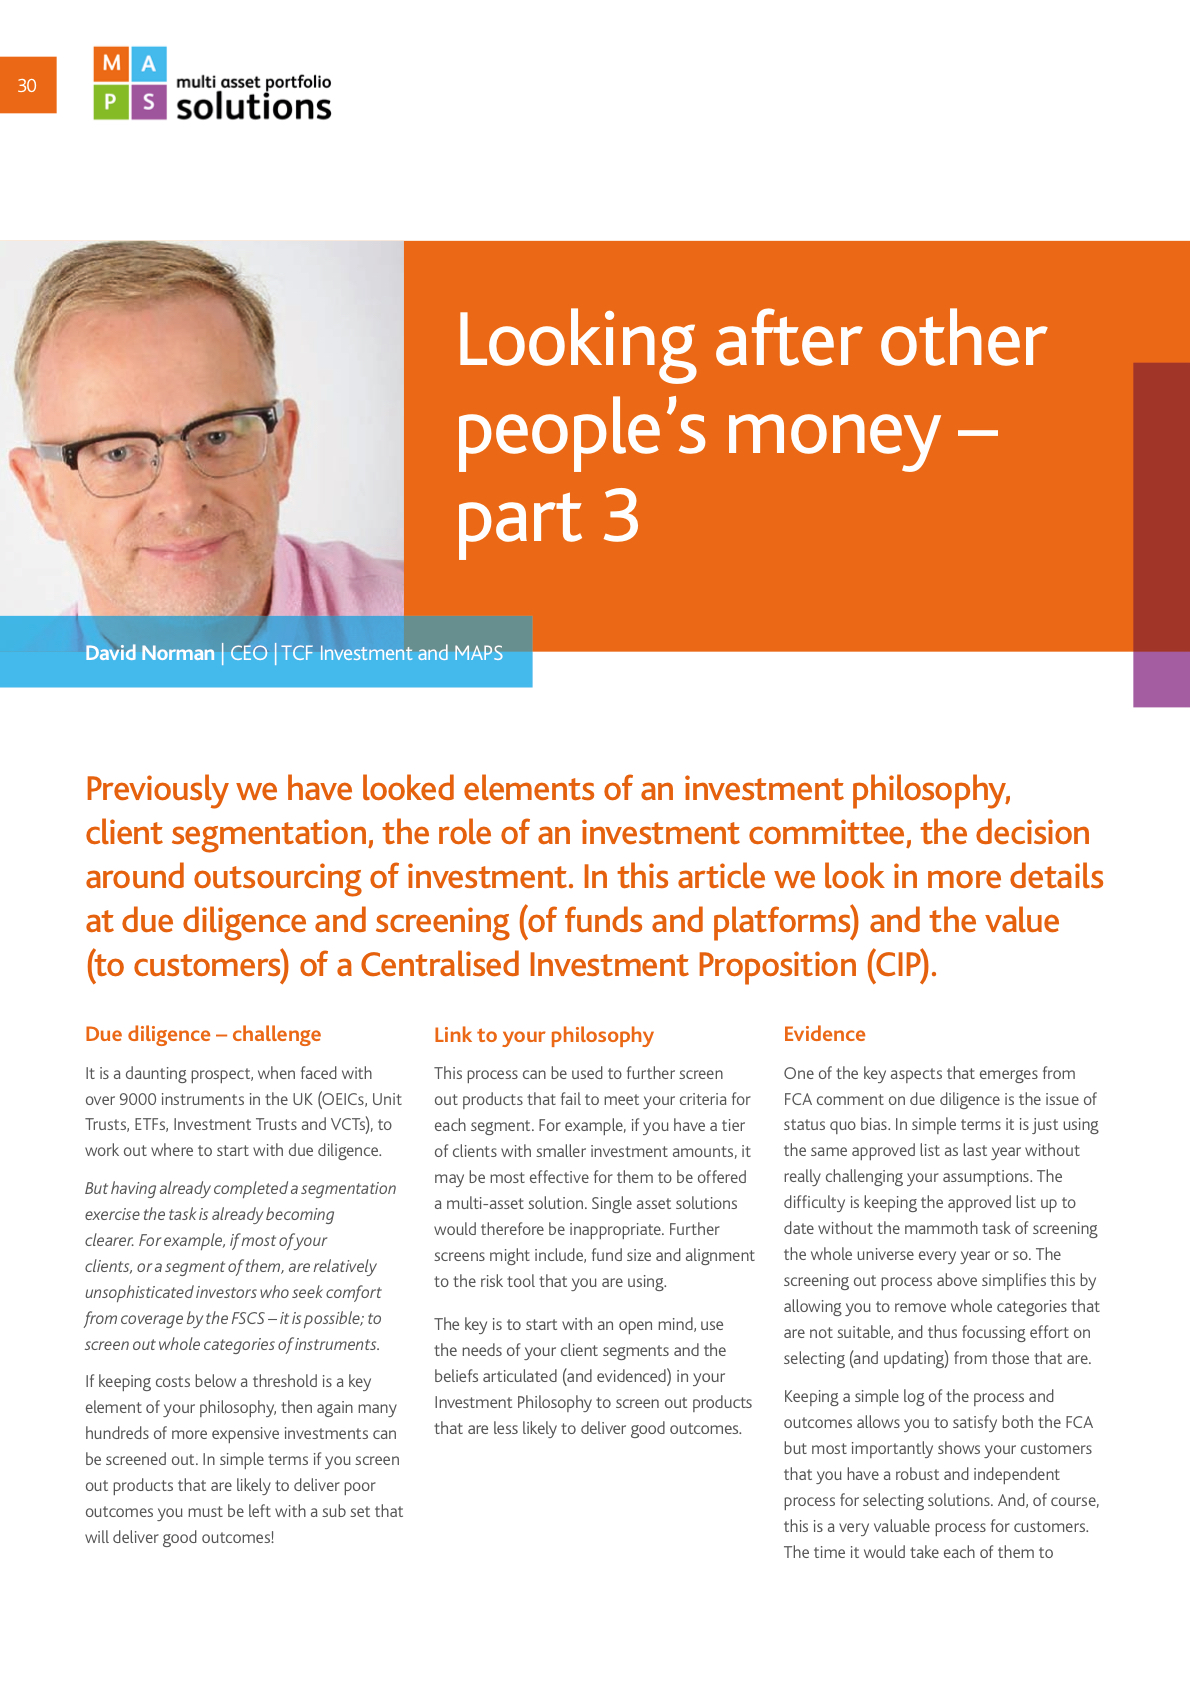 30
M A
P S
multi asset portfolio
solutions
Looking after other
people's money –
part 3
David Norman | CEO | TCF Investment and MAPS
Previously we have looked elements of an investment philosophy,
client segmentation, the role of an investment committee, the decision
around outsourcing of investment. In this article we look in more details
at due diligence and screening (of funds and platforms) and the value
(to customers) of a Centralised Investment Proposition (CIP).
Due diligence – challenge
It is a daunting prospect, when faced with
over 9000 instruments in the UK (OEICs, Unit
Trusts, ETFs, Investment Trusts and VCTs), to
work out where to start with due diligence.
But having already completed a segmentation
exercise the task is already becoming
clearer. For example, if most of your
clients, or a segment of them, are relatively
unsophisticated investors who seek comfort
from coverage by the FSCS – it is possible; to
screen out whole categories of instruments.
If keeping costs below a threshold is a key
element of your philosophy, then again many
hundreds of more expensive investments can
be screened out. In simple terms if you screen
out products that are likely to deliver poor
outcomes you must be left with a sub set that
will deliver good outcomes!
Link to your philosophy
This process can be used to further screen
out products that fail to meet your criteria for
each segment. For example, if you have a tier
of clients with smaller investment amounts, it
may be most effective for them to be offered
a multi-asset solution. Single asset solutions
would therefore be inappropriate. Further
screens might include, fund size and alignment
to the risk tool that you are using.
The key is to start with an open mind, use
the needs of your client segments and the
beliefs articulated (and evidenced) in your
Investment Philosophy to screen out products
that are less likely to deliver good outcomes.
Evidence
One of the key aspects that emerges from
FCA comment on due diligence is the issue of
status quo bias. In simple terms it is just using
the same approved list as last year without
really challenging your assumptions. The
difficulty is keeping the approved list up to
date without the mammoth task of screening
the whole universe every year or so. The
screening out process above simplifies this by
allowing you to remove whole categories that
are not suitable, and thus focussing effort on
selecting (and updating) from those that are.
Keeping a simple log of the process and
outcomes allows you to satisfy both the FCA
but most importantly shows your customers
that you have a robust and independent
process for selecting solutions. And, of course,
this is a very valuable process for customers.
The time it would take each of them to